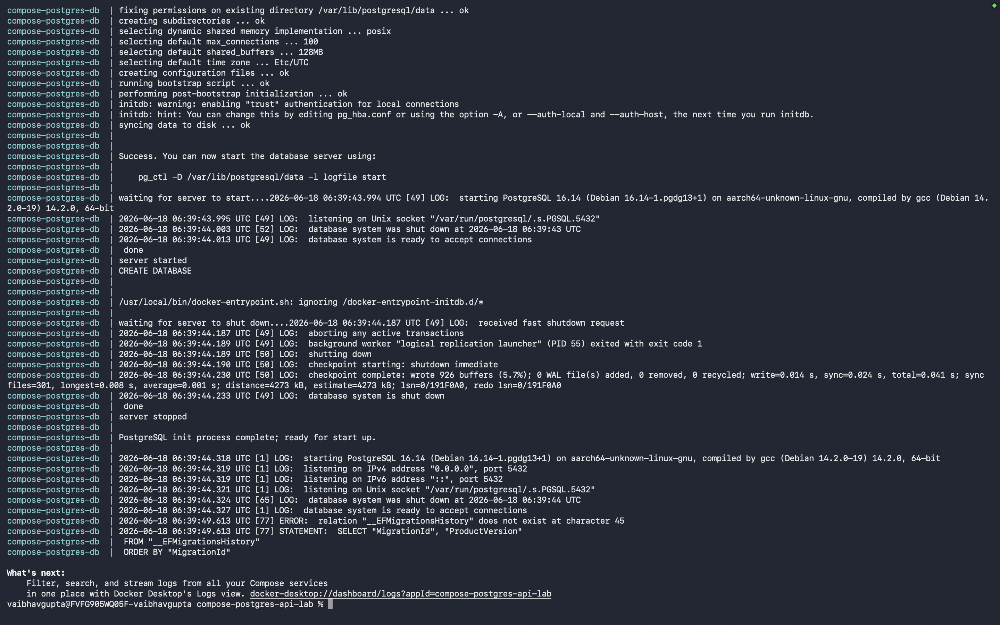 compose-postgres-db  | fixing permissions on existing directory /var/lib/postgresql/data ... ok
compose-postgres-db  | creating subdirectories ... ok
compose-postgres-db  | selecting dynamic shared memory implementation ... posix
compose-postgres-db  | selecting default max_connections ... 100
compose-postgres-db  | selecting default shared_buffers ... 128MB
compose-postgres-db  | selecting default time zone ... Etc/UTC
compose-postgres-db  | creating configuration files ... ok
compose-postgres-db  | running bootstrap script ... ok
compose-postgres-db  | performing post-bootstrap initialization ... ok
compose-postgres-db  | initdb: warning: enabling "trust" authentication for local connections
compose-postgres-db  | initdb: hint: You can change this by editing pg_hba.conf or using the option -A, or --auth-local and --auth-host, the next time you run initdb.
compose-postgres-db  | syncing data to disk ... ok
compose-postgres-db  |
compose-postgres-db  |
compose-postgres-db  | Success. You can now start the database server using:
compose-postgres-db  |
compose-postgres-db  |     pg_ctl -D /var/lib/postgresql/data -l logfile start
compose-postgres-db  |
compose-postgres-db  | waiting for server to start....2026-06-18 06:39:43.994 UTC [49] LOG:  starting PostgreSQL 16.14 (Debian 16.14-1.pgdg13+1) on aarch64-unknown-linux-gnu, compiled by gcc (Debian 14.
2.0-19) 14.2.0, 64-bit
compose-postgres-db  | 2026-06-18 06:39:43.995 UTC [49] LOG:  listening on Unix socket "/var/run/postgresql/.s.PGSQL.5432"
compose-postgres-db  | 2026-06-18 06:39:44.003 UTC [52] LOG:  database system was shut down at 2026-06-18 06:39:43 UTC
compose-postgres-db  | 2026-06-18 06:39:44.013 UTC [49] LOG:  database system is ready to accept connections
compose-postgres-db  |  done
compose-postgres-db  | server started
compose-postgres-db  | CREATE DATABASE
compose-postgres-db  |
compose-postgres-db  |
compose-postgres-db  | /usr/local/bin/docker-entrypoint.sh: ignoring /docker-entrypoint-initdb.d/*
compose-postgres-db  |
compose-postgres-db  | waiting for server to shut down....2026-06-18 06:39:44.187 UTC [49] LOG:  received fast shutdown request
compose-postgres-db  | 2026-06-18 06:39:44.187 UTC [49] LOG:  aborting any active transactions
compose-postgres-db  | 2026-06-18 06:39:44.189 UTC [49] LOG:  background worker "logical replication launcher" (PID 55) exited with exit code 1
compose-postgres-db  | 2026-06-18 06:39:44.189 UTC [50] LOG:  shutting down
compose-postgres-db  | 2026-06-18 06:39:44.190 UTC [50] LOG:  checkpoint starting: shutdown immediate
compose-postgres-db  | 2026-06-18 06:39:44.230 UTC [50] LOG:  checkpoint complete: wrote 926 buffers (5.7%); 0 WAL file(s) added, 0 removed, 0 recycled; write=0.014 s, sync=0.024 s, total=0.041 s; sync
files=301, longest=0.008 s, average=0.001 s; distance=4273 kB, estimate=4273 kB; lsn=0/191F0A0, redo lsn=0/191F0A0
compose-postgres-db  | 2026-06-18 06:39:44.233 UTC [49] LOG:  database system is shut down
compose-postgres-db  |  done
compose-postgres-db  | server stopped
compose-postgres-db  |
compose-postgres-db  | PostgreSQL init process complete; ready for start up.
compose-postgres-db  |
compose-postgres-db  | 2026-06-18 06:39:44.318 UTC [1] LOG:  starting PostgreSQL 16.14 (Debian 16.14-1.pgdg13+1) on aarch64-unknown-linux-gnu, compiled by gcc (Debian 14.2.0-19) 14.2.0, 64-bit
compose-postgres-db  | 2026-06-18 06:39:44.319 UTC [1] LOG:  listening on IPv4 address "0.0.0.0", port 5432
compose-postgres-db  | 2026-06-18 06:39:44.319 UTC [1] LOG:  listening on IPv6 address "::", port 5432
compose-postgres-db  | 2026-06-18 06:39:44.321 UTC [1] LOG:  listening on Unix socket "/var/run/postgresql/.s.PGSQL.5432"
compose-postgres-db  | 2026-06-18 06:39:44.324 UTC [65] LOG:  database system was shut down at 2026-06-18 06:39:44 UTC
compose-postgres-db  | 2026-06-18 06:39:44.327 UTC [1] LOG:  database system is ready to accept connections
compose-postgres-db  | 2026-06-18 06:39:49.613 UTC [77] ERROR:  relation "__EFMigrationsHistory" does not exist at character 45
compose-postgres-db  | 2026-06-18 06:39:49.613 UTC [77] STATEMENT:  SELECT "MigrationId", "ProductVersion"
compose-postgres-db  |  FROM "__EFMigrationsHistory"
compose-postgres-db  |  ORDER BY "MigrationId"
What's next:
    Filter, search, and stream logs from all your Compose services
    in one place with Docker Desktop's Logs view. docker-desktop://dashboard/logs?appId=compose-postgres-api-lab
vaibhavgupta@FVFG905WQ05F-vaibhavgupta compose-postgres-api-lab %